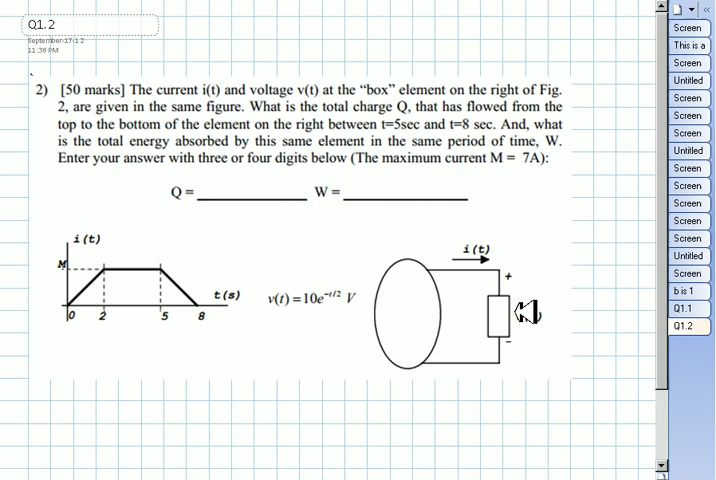 Q1.2
September-17-12
11:36 PM
2) [50 marks] The current i(t) and voltage v(t) at the “box” element on the right of Fig.
2, are given in the same figure. What is the total charge Q, that has flowed from the
top to the bottom of the element on the right between t=5sec and t=8 sec. And, what
is the total energy absorbed by this same element in the same period of time, W.
Enter your answer with three or four digits below (The maximum current M = 7A):
Q = W =
i(t)
M
0 2 5 8
t(s)
v(t) = 10e^{-t/2} V
i(t)
+
-
Screen
This is a
Screen
Untitled
Screen
Screen
Screen
Untitled
Screen
Screen
Screen
Screen
Screen
Untitled
Screen
b is 1
Q1.1
Q1.2